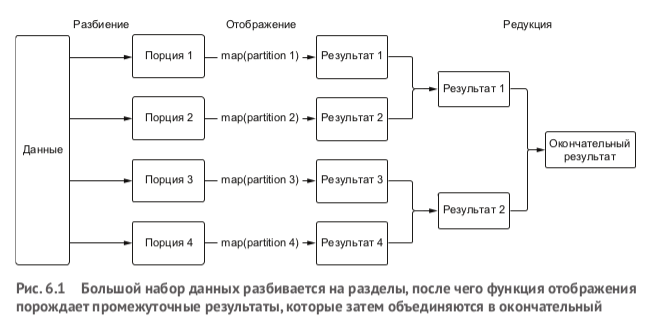 Разбиение
Отображение
Редукция
Данные
Порция 1
map(partition 1)
Результат 1
Порция 2
map(partition 2)
Результат 2
Порция 3
map(partition 3)
Результат 3
Порция 4
map(partition 4)
Результат 4
Результат 1
Результат 2
Окончательный
результат
Рис. 6.1 Большой набор данных разбивается на разделы, после чего функция отображения
порождает промежуточные результаты, которые затем объединяются в окончательный